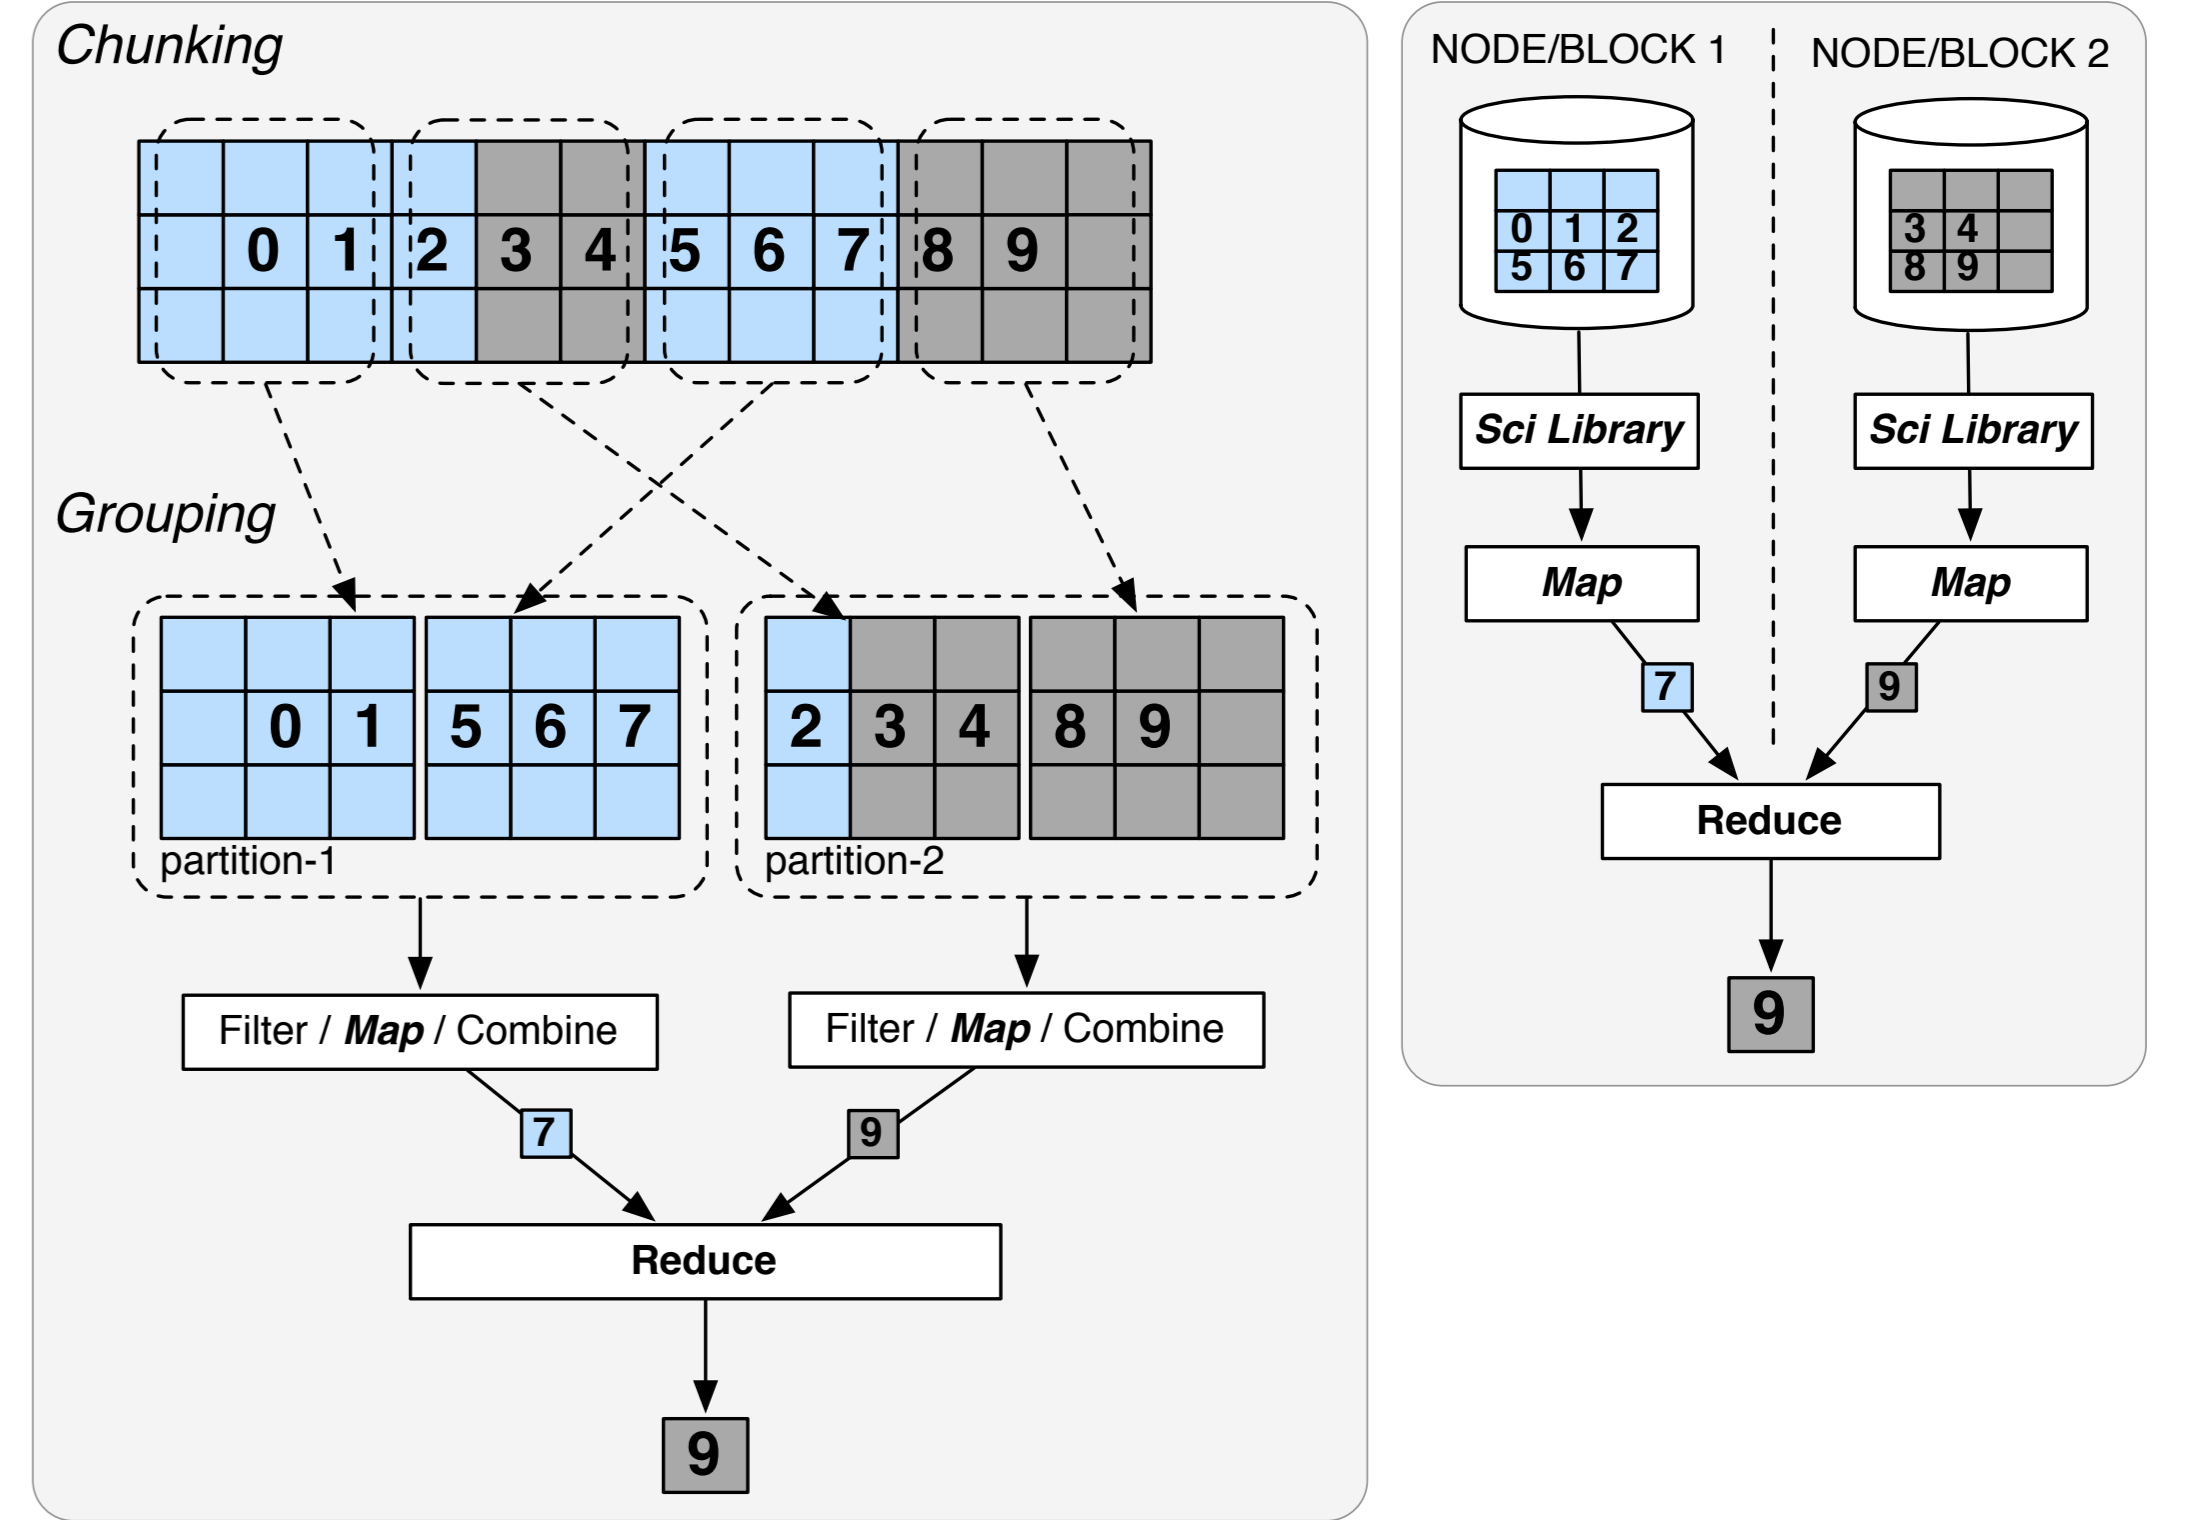 Chunking
0 1 2 3 4 5 6 7 8 9
Grouping
0 1 5 6 7
partition-1
2 3 4 8 9
partition-2
Filter / Map / Combine
Filter / Map / Combine
7
9
Reduce
9
NODE/BLOCK 1
NODE/BLOCK 2
0 1 2
5 6 7
3 4
8 9
Sci Library
Sci Library
Map
Map
7
9
Reduce
9